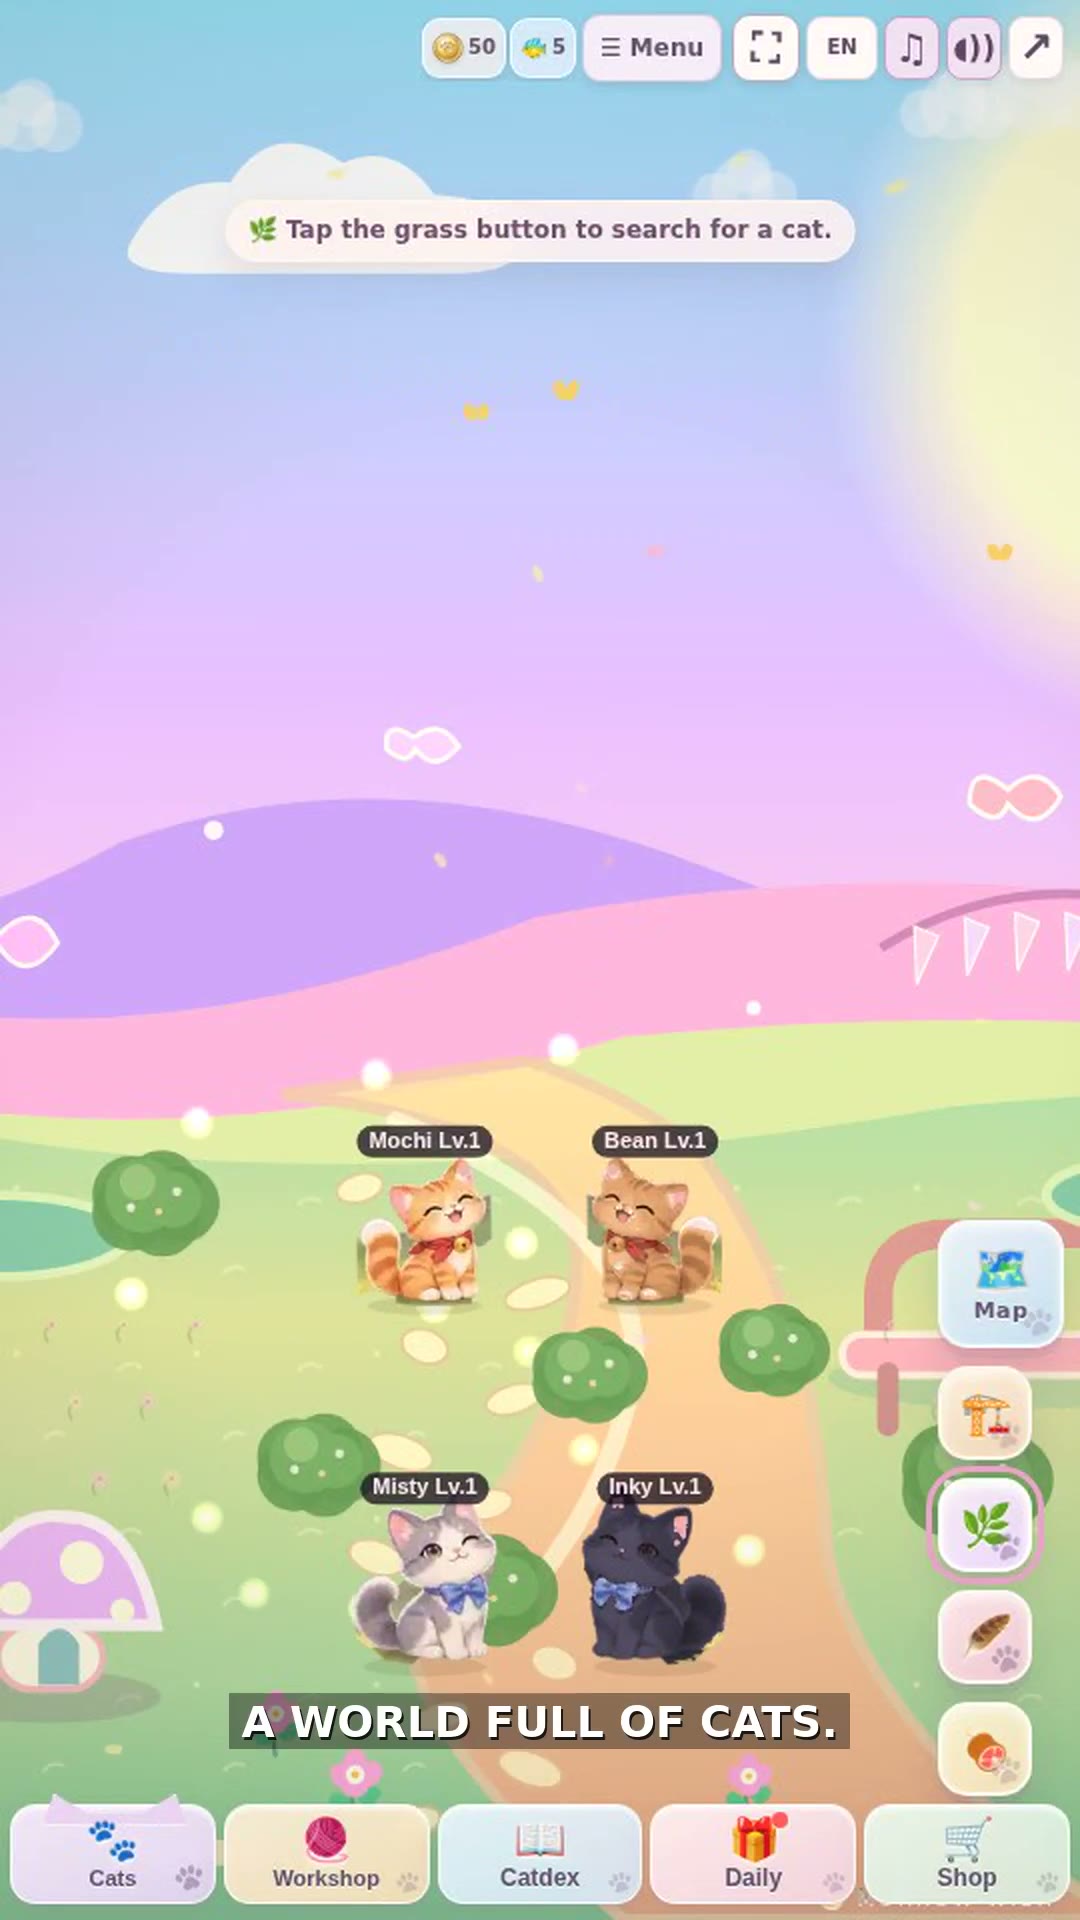 50
5
☰ Menu
EN
Tap the grass button to search for a cat.
Mochi Lv.1
Bean Lv.1
Map
Misty Lv.1
Inky Lv.1
A WORLD FULL OF CATS.
Cats
Workshop
Catdex
Daily
Shop